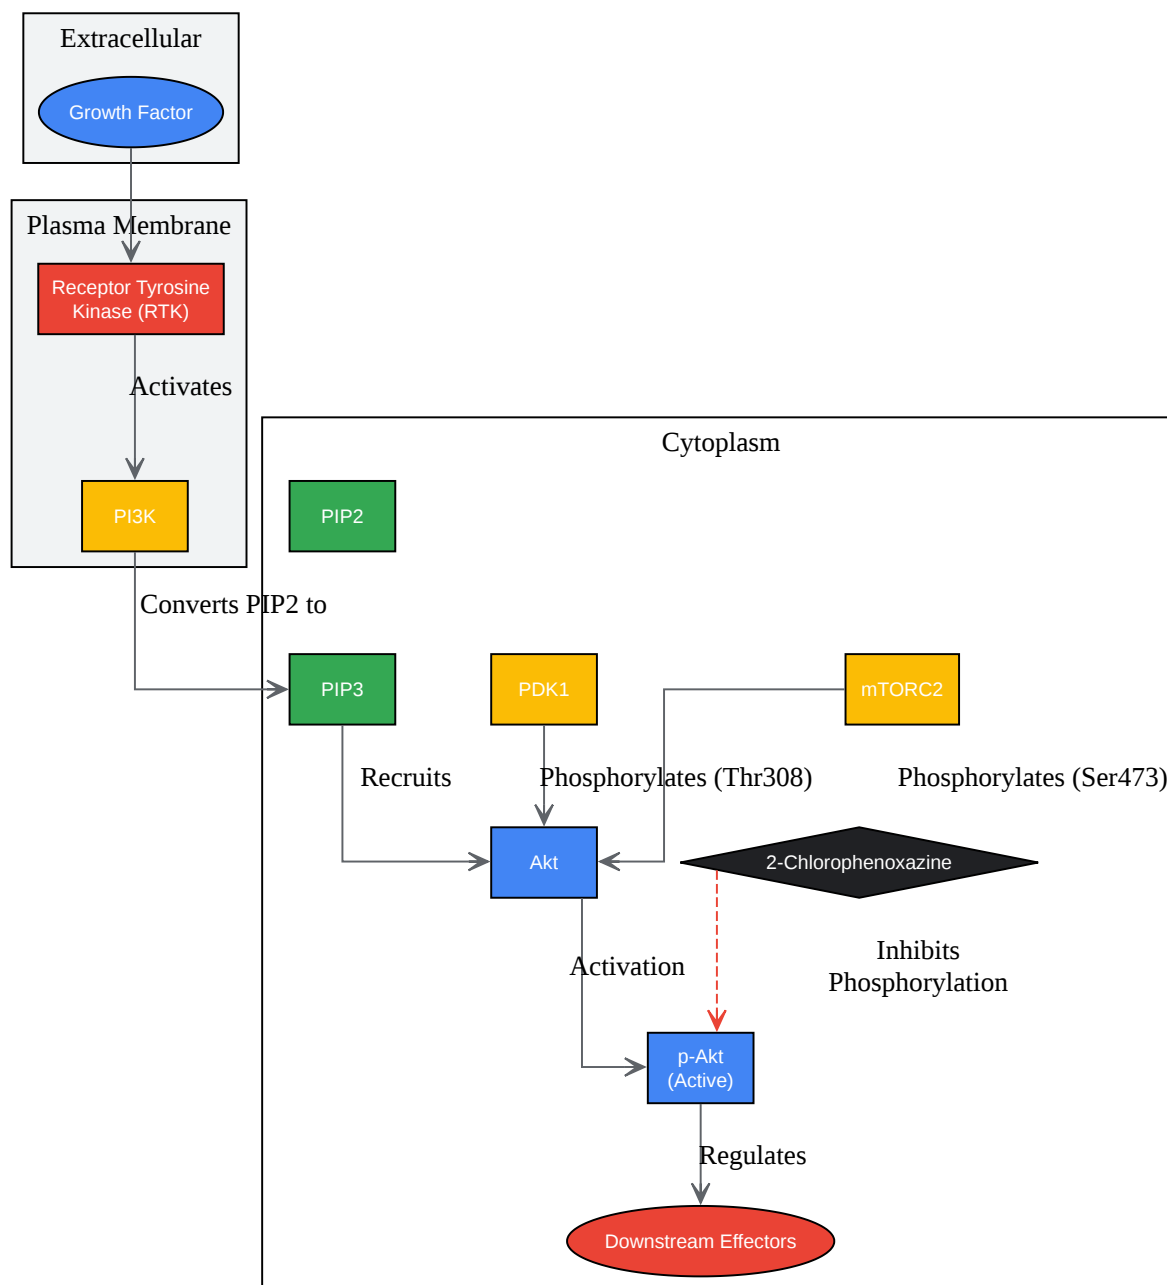 Extracellular
Growth Factor
Plasma Membrane
Receptor Tyrosine
Kinase (RTK)
Activates
Cytoplasm
PI3K
PIP2
Converts PIP2 to
PIP3
PDK1
mTORC2
Recruits
Phosphorylates (Thr308)
Phosphorylates (Ser473)
Akt
2-Chlorophenoxazine
Activation
Inhibits
Phosphorylation
p-Akt
(Active)
Regulates
Downstream Effectors